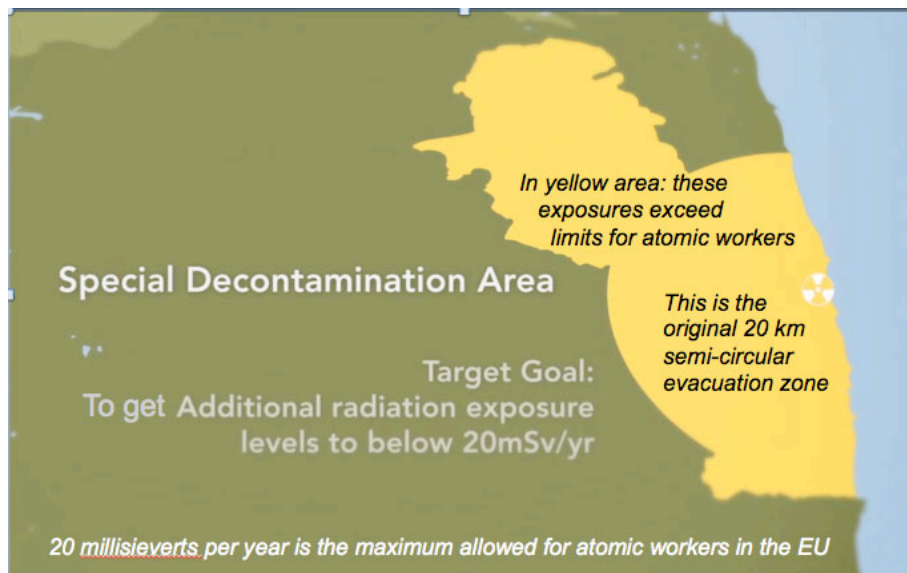 In yellow area: these
exposures exceed
limits for atomic workers
Special Decontamination Area
This is the
original 20 km
semi-circular
evacuation zone
Target Goal:
To get Additional radiation exposure
levels to below 20mSv/yr
20 millisieverts per year is the maximum allowed for atomic workers in the EU